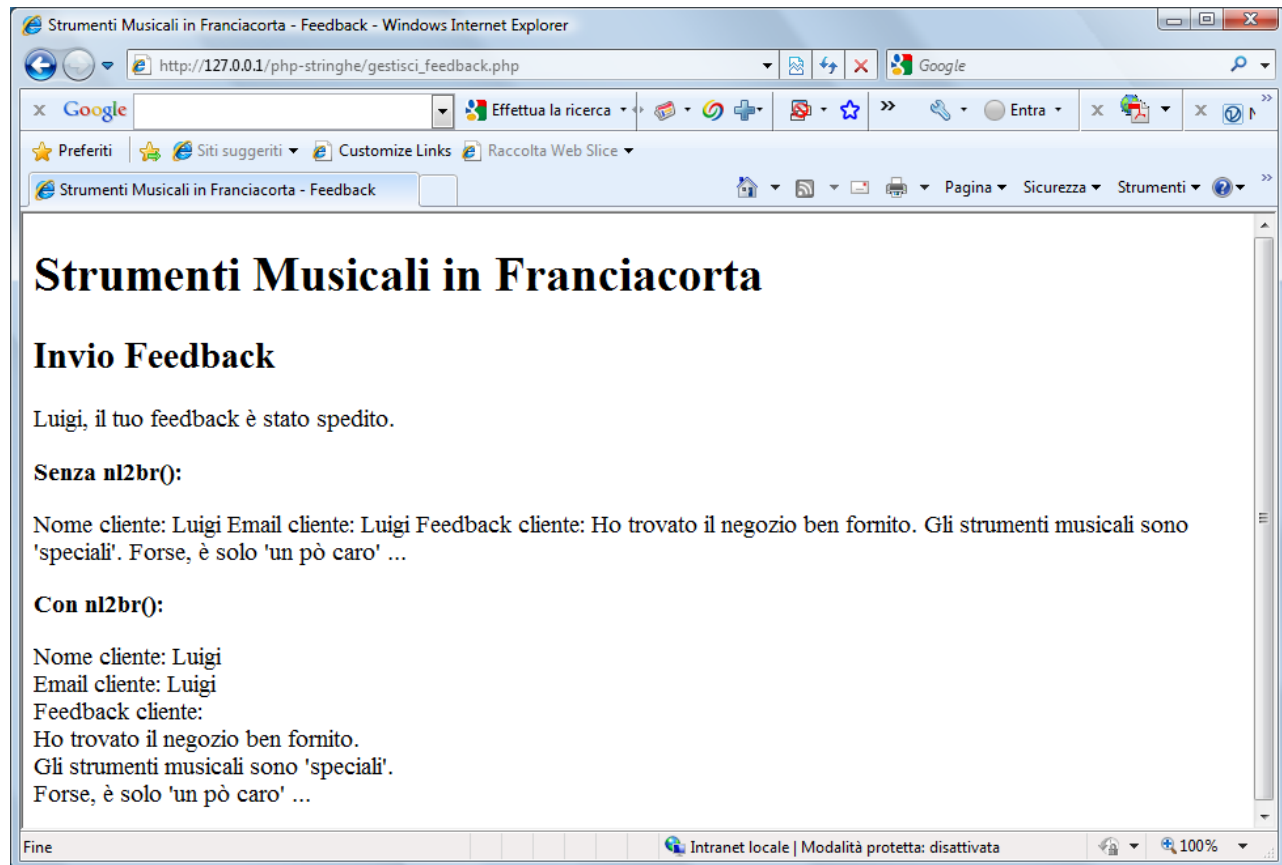 Strumenti Musicali in Franciacorta - Feedback - Windows Internet Explorer
http://127.0.0.1/php-stringhe/gestisci_feedback.php
Google
x Google
Effettua la ricerca
»
Entra
x
x
»
Preferiti
Siti suggeriti
Customize Links
Raccolta Web Slice
Strumenti Musicali in Franciacorta - Feedback
Pagina
Sicurezza
Strumenti
»
Strumenti Musicali in Franciacorta
Invio Feedback
Luigi, il tuo feedback è stato spedito.
Senza nl2br():
Nome cliente: Luigi Email cliente: Luigi Feedback cliente: Ho trovato il negozio ben fornito. Gli strumenti musicali sono
'speciali'. Forse, è solo 'un pò caro' ...
Con nl2br():
Nome cliente: Luigi
Email cliente: Luigi
Feedback cliente:
Ho trovato il negozio ben fornito.
Gli strumenti musicali sono 'speciali'.
Forse, è solo 'un pò caro' ...
Fine
Intranet locale | Modalità protetta: disattivata
100%